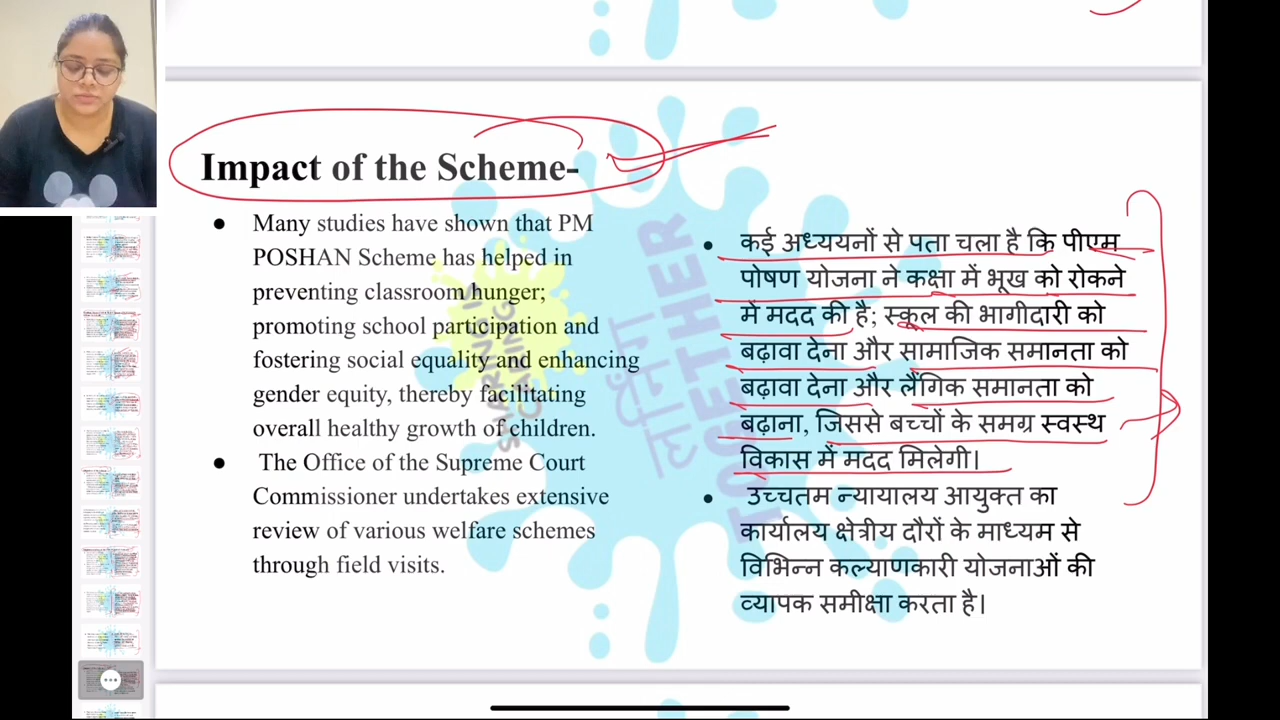 Impact of the Scheme-
● Many studies have shown that PM
POSHAN Scheme has helped in
preventing classroom hunger;
promoting school participation and
fostering social equality and enhancing
gender equity, thereby facilitating
overall healthy growth of children.
● The Office of the Supreme Court
Commissioner undertakes extensive
review of various welfare schemes
through field visits.
● कई अध्ययनों से पता चला है कि पीएम
पोषण योजना ने कक्षा में भूख को रोकने
में मदद की है; स्कूल की भागीदारी को
बढ़ावा देना और सामाजिक समानता को
बढ़ावा देना और लैंगिक समानता को
बढ़ाना, जिससे बच्चों के समग्र स्वस्थ
विकास में मदद मिलेगी।
● उच्चतम न्यायालय आयुक्त का
कार्यालय क्षेत्रीय दौरों के माध्यम से
विभिन्न कल्याणकारी योजनाओं की
व्यापक समीक्षा करता है।